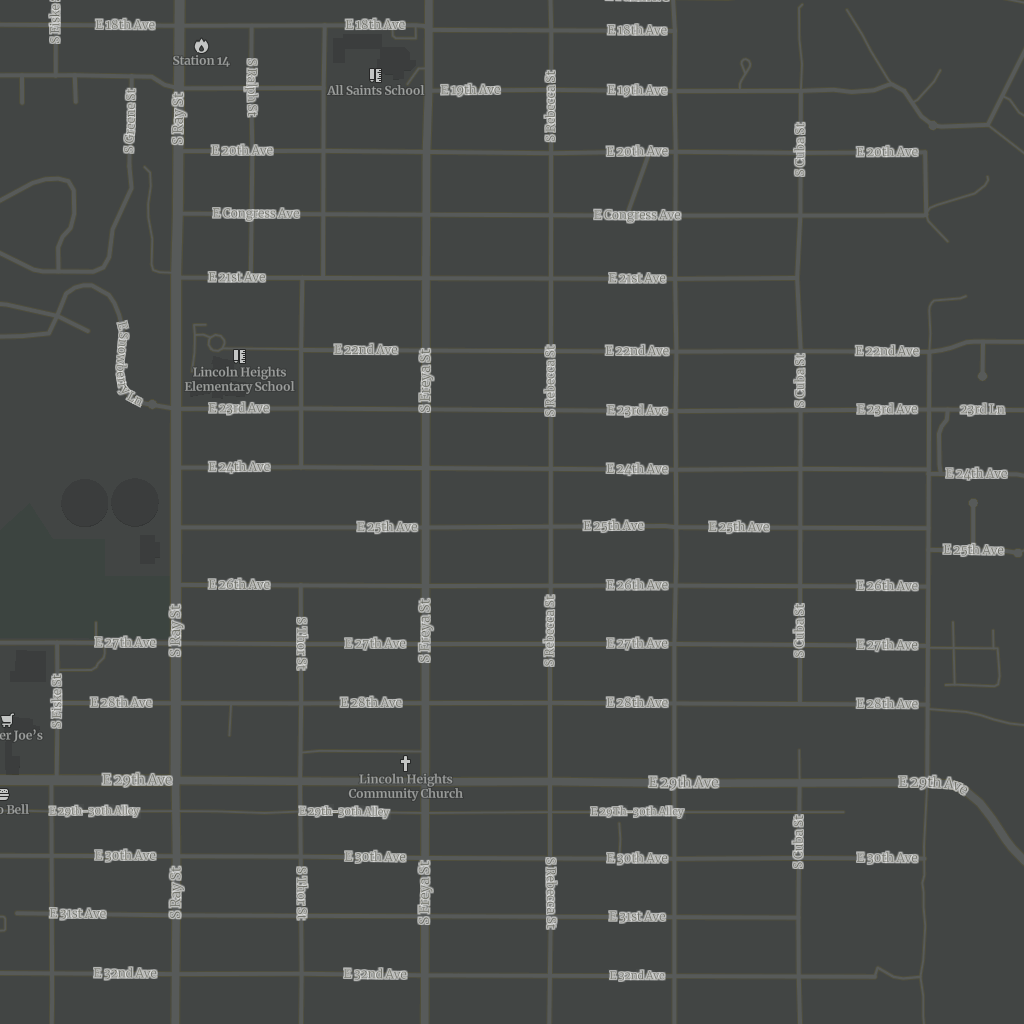 S Fiske St
E 18th Ave
E 18th Ave
E 18th Ave
Station 14
S Ralph St
All Saints School
E 19th Ave
E 19th Ave
S Greene St
S Ray St
S Rebecca St
S Cuba St
E 20th Ave
E 20th Ave
E 20th Ave
E Congress Ave
E Congress Ave
E 21st Ave
E 21st Ave
E Snowberry Ln
E 22nd Ave
E 22nd Ave
E 22nd Ave
Lincoln Heights
Elementary School
S Freya St
S Rebecca St
S Cuba St
E 23rd Ave
E 23rd Ave
E 23rd Ave
23rd Ln
E 24th Ave
E 24th Ave
E 24th Ave
E 25th Ave
E 25th Ave
E 25th Ave
E 25th Ave
E 26th Ave
E 26th Ave
E 26th Ave
S Ray St
S Thor St
S Freya St
S Rebecca St
S Cuba St
E 27th Ave
E 27th Ave
E 27th Ave
E 27th Ave
S Fiske St
E 28th Ave
E 28th Ave
E 28th Ave
E 28th Ave
er Joe's
E 29th Ave
Lincoln Heights
Community Church
E 29th Ave
E 29th Ave
o Bell
E 29th-30th Alley
E 29th-30th Alley
E 29Th-30th Alley
S Cuba St
E 30th Ave
E 30th Ave
E 30th Ave
E 30th Ave
S Ray St
S Thor St
S Freya St
S Rebecca St
E 31st Ave
E 31st Ave
E 32nd Ave
E 32nd Ave
E 32nd Ave